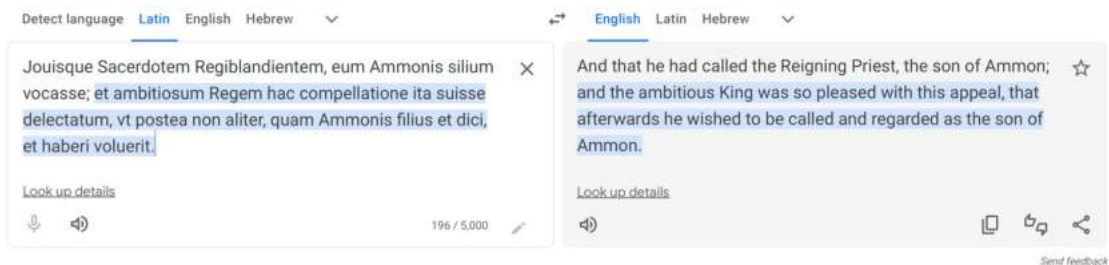 Detect language Latin English Hebrew
English Latin Hebrew
Jouisque Sacerdotem Regiblandientem, eum Ammonis silium
vocasse; et ambitiosum Regem hac compellatione ita suisse
delectatum, vt postea non aliter, quam Ammonis filius et dici,
et haberi voluerit.
Look up details
196 / 5,000
And that he had called the Reigning Priest, the son of Ammon;
and the ambitious King was so pleased with this appeal, that
afterwards he wished to be called and regarded as the son of
Ammon.
Look up details
Send feedback